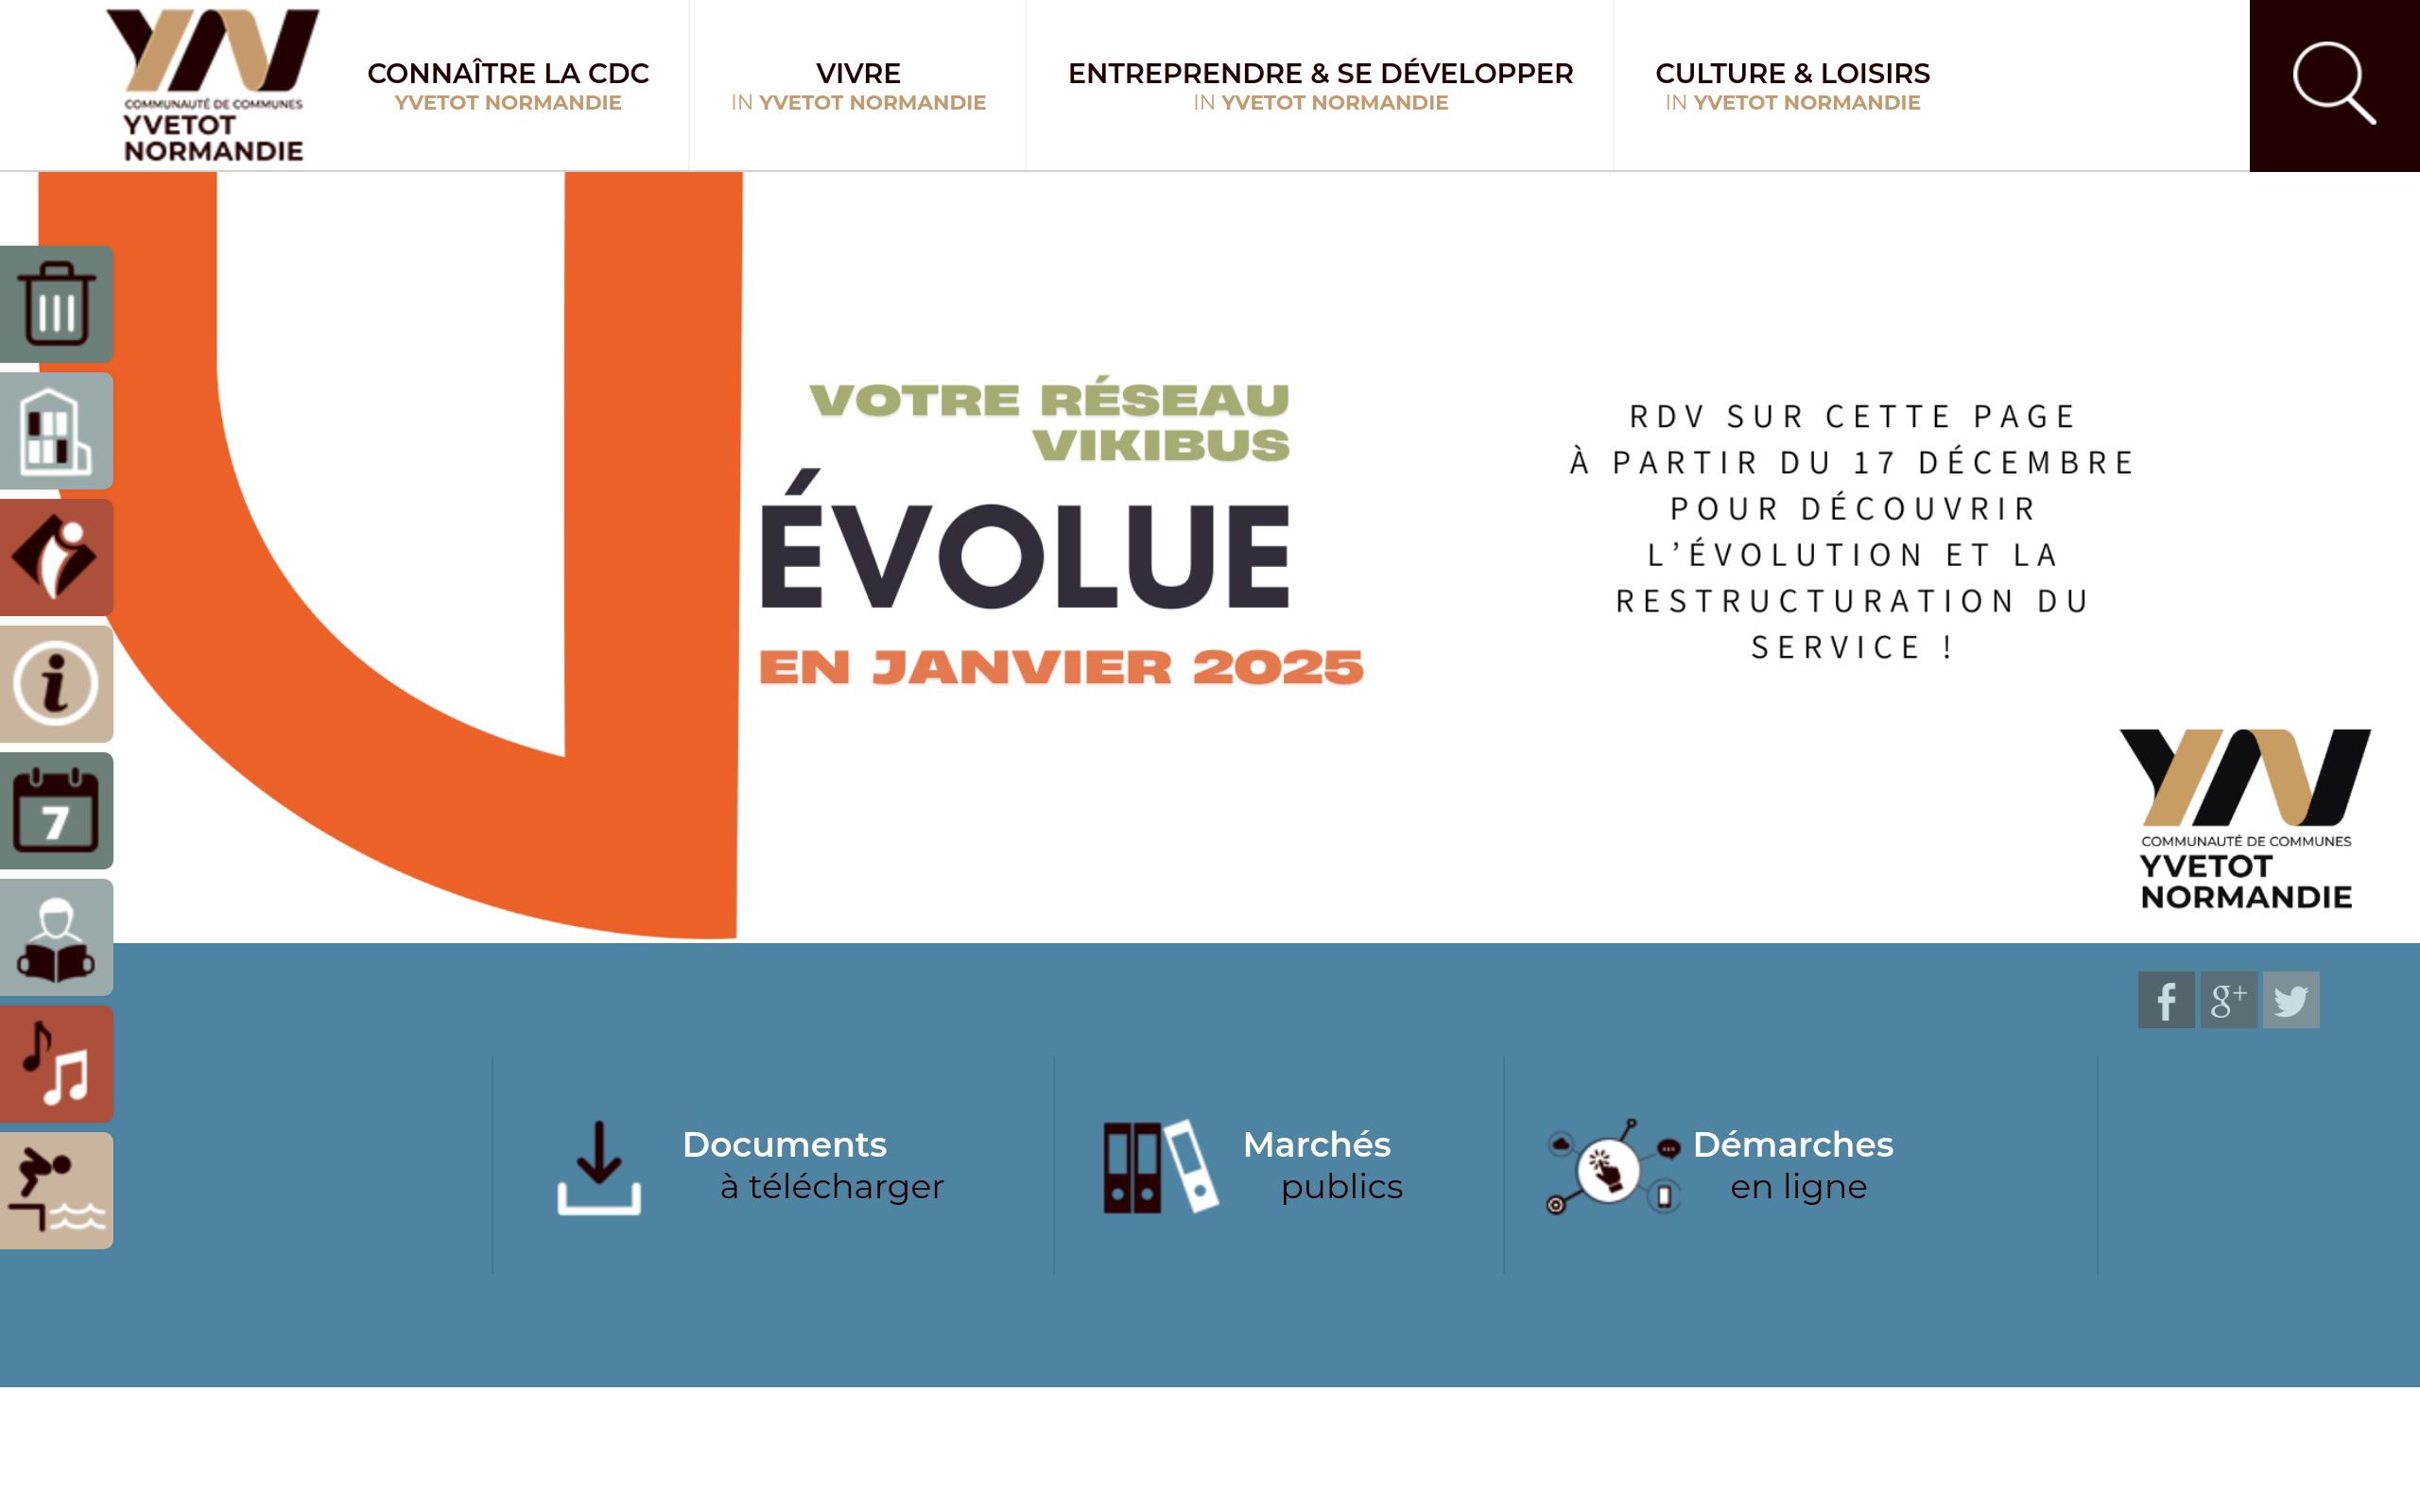 COMMUNAUTÉ DE COMMUNES
YVETOT
NORMANDIE
CONNAÎTRE LA CDC
YVETOT NORMANDIE
VIVRE
IN YVETOT NORMANDIE
ENTREPRENDRE & SE DÉVELOPPER
IN YVETOT NORMANDIE
CULTURE & LOISIRS
IN YVETOT NORMANDIE
VOTRE RÉSEAU
VIKIBUS
ÉVOLUE
EN JANVIER 2025
RDV SUR CETTE PAGE
À PARTIR DU 17 DÉCEMBRE
POUR DÉCOUVRIR
L’ÉVOLUTION ET LA
RESTRUCTURATION DU
SERVICE !
YN
COMMUNAUTÉ DE COMMUNES
YVETOT
NORMANDIE
i
7
f
g+
Documents
à télécharger
Marchés
publics
Démarches
en ligne